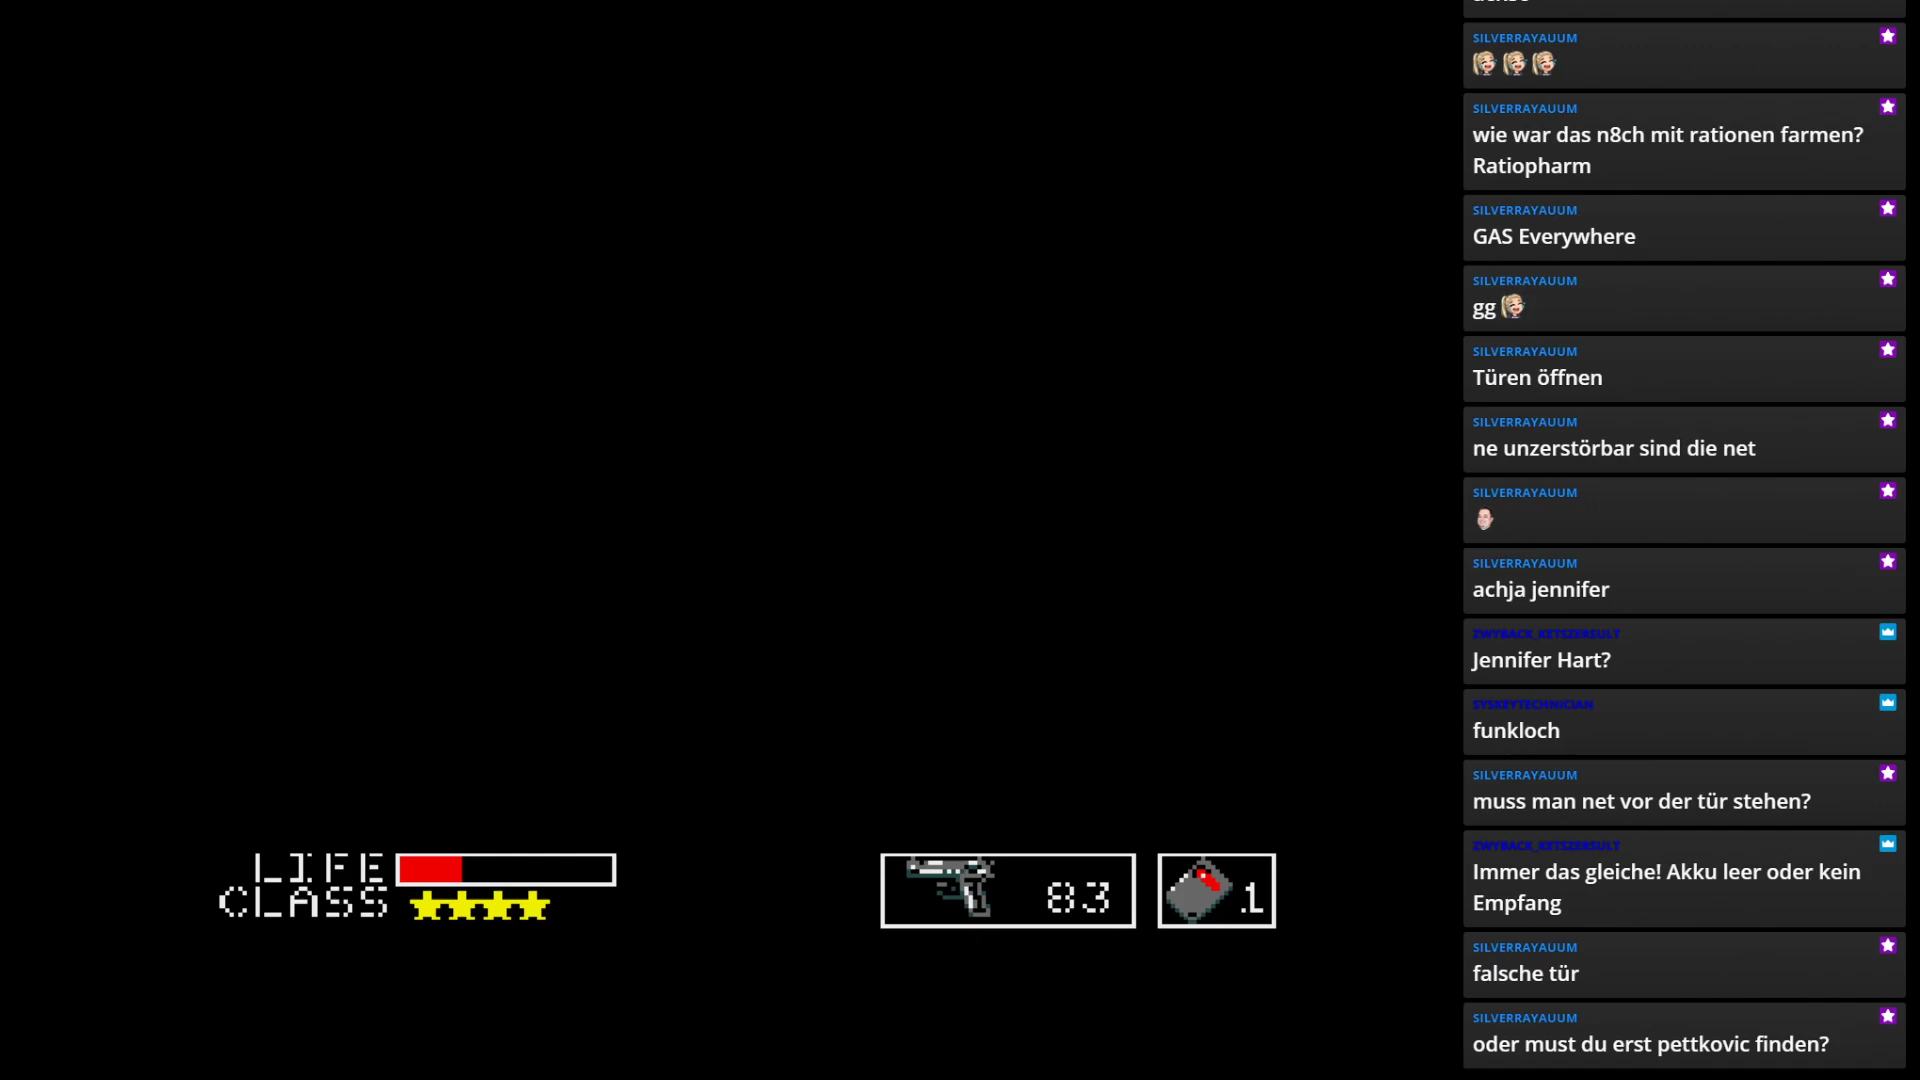 SILVERRAYAUUM
SILVERRAYAUUM
wie war das n8ch mit rationen farmen?
Ratiopharm
SILVERRAYAUUM
GAS Everywhere
SILVERRAYAUUM
gg
SILVERRAYAUUM
Türen öffnen
SILVERRAYAUUM
ne unzerstörbar sind die net
SILVERRAYAUUM
SILVERRAYAUUM
achja jennifer
ZWYBACK_KETSZERSULT
Jennifer Hart?
SYSKEYTECHNICIAN
funkloch
SILVERRAYAUUM
muss man net vor der tür stehen?
ZWYBACK_KETSZERSULT
Immer das gleiche! Akku leer oder kein
Empfang
SILVERRAYAUUM
falsche tür
SILVERRAYAUUM
oder must du erst pettkovic finden?
LIFE
CLASS
83
.1